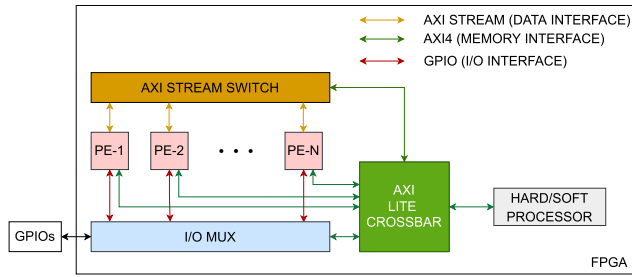 AXI STREAM (DATA INTERFACE)
AXI4 (MEMORY INTERFACE)
GPIO (I/O INTERFACE)
AXI STREAM SWITCH
PE-1
PE-2
• • •
PE-N
AXI
LITE
CROSSBAR
HARD/SOFT
PROCESSOR
GPIOs
I/O MUX
FPGA